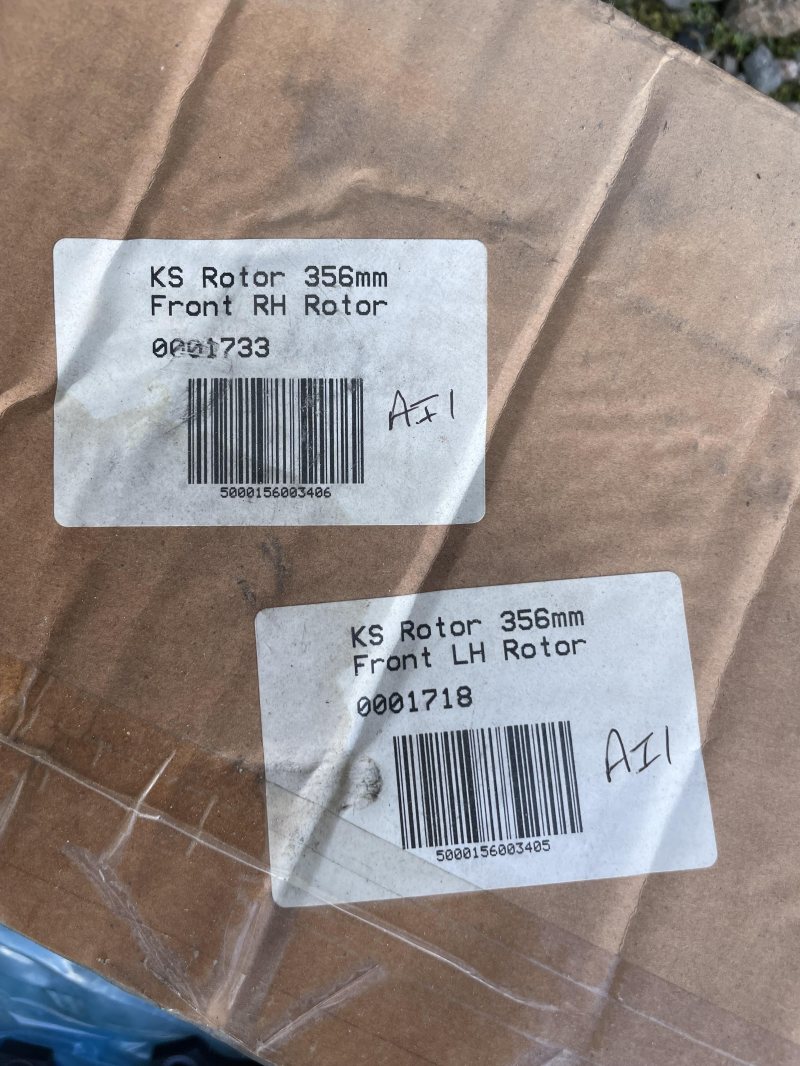 KS Rotor 356mm
Front RH Rotor
0001733
AI1
5000156003406
KS Rotor 356mm
Front LH Rotor
0001718
AI1
5000156003405